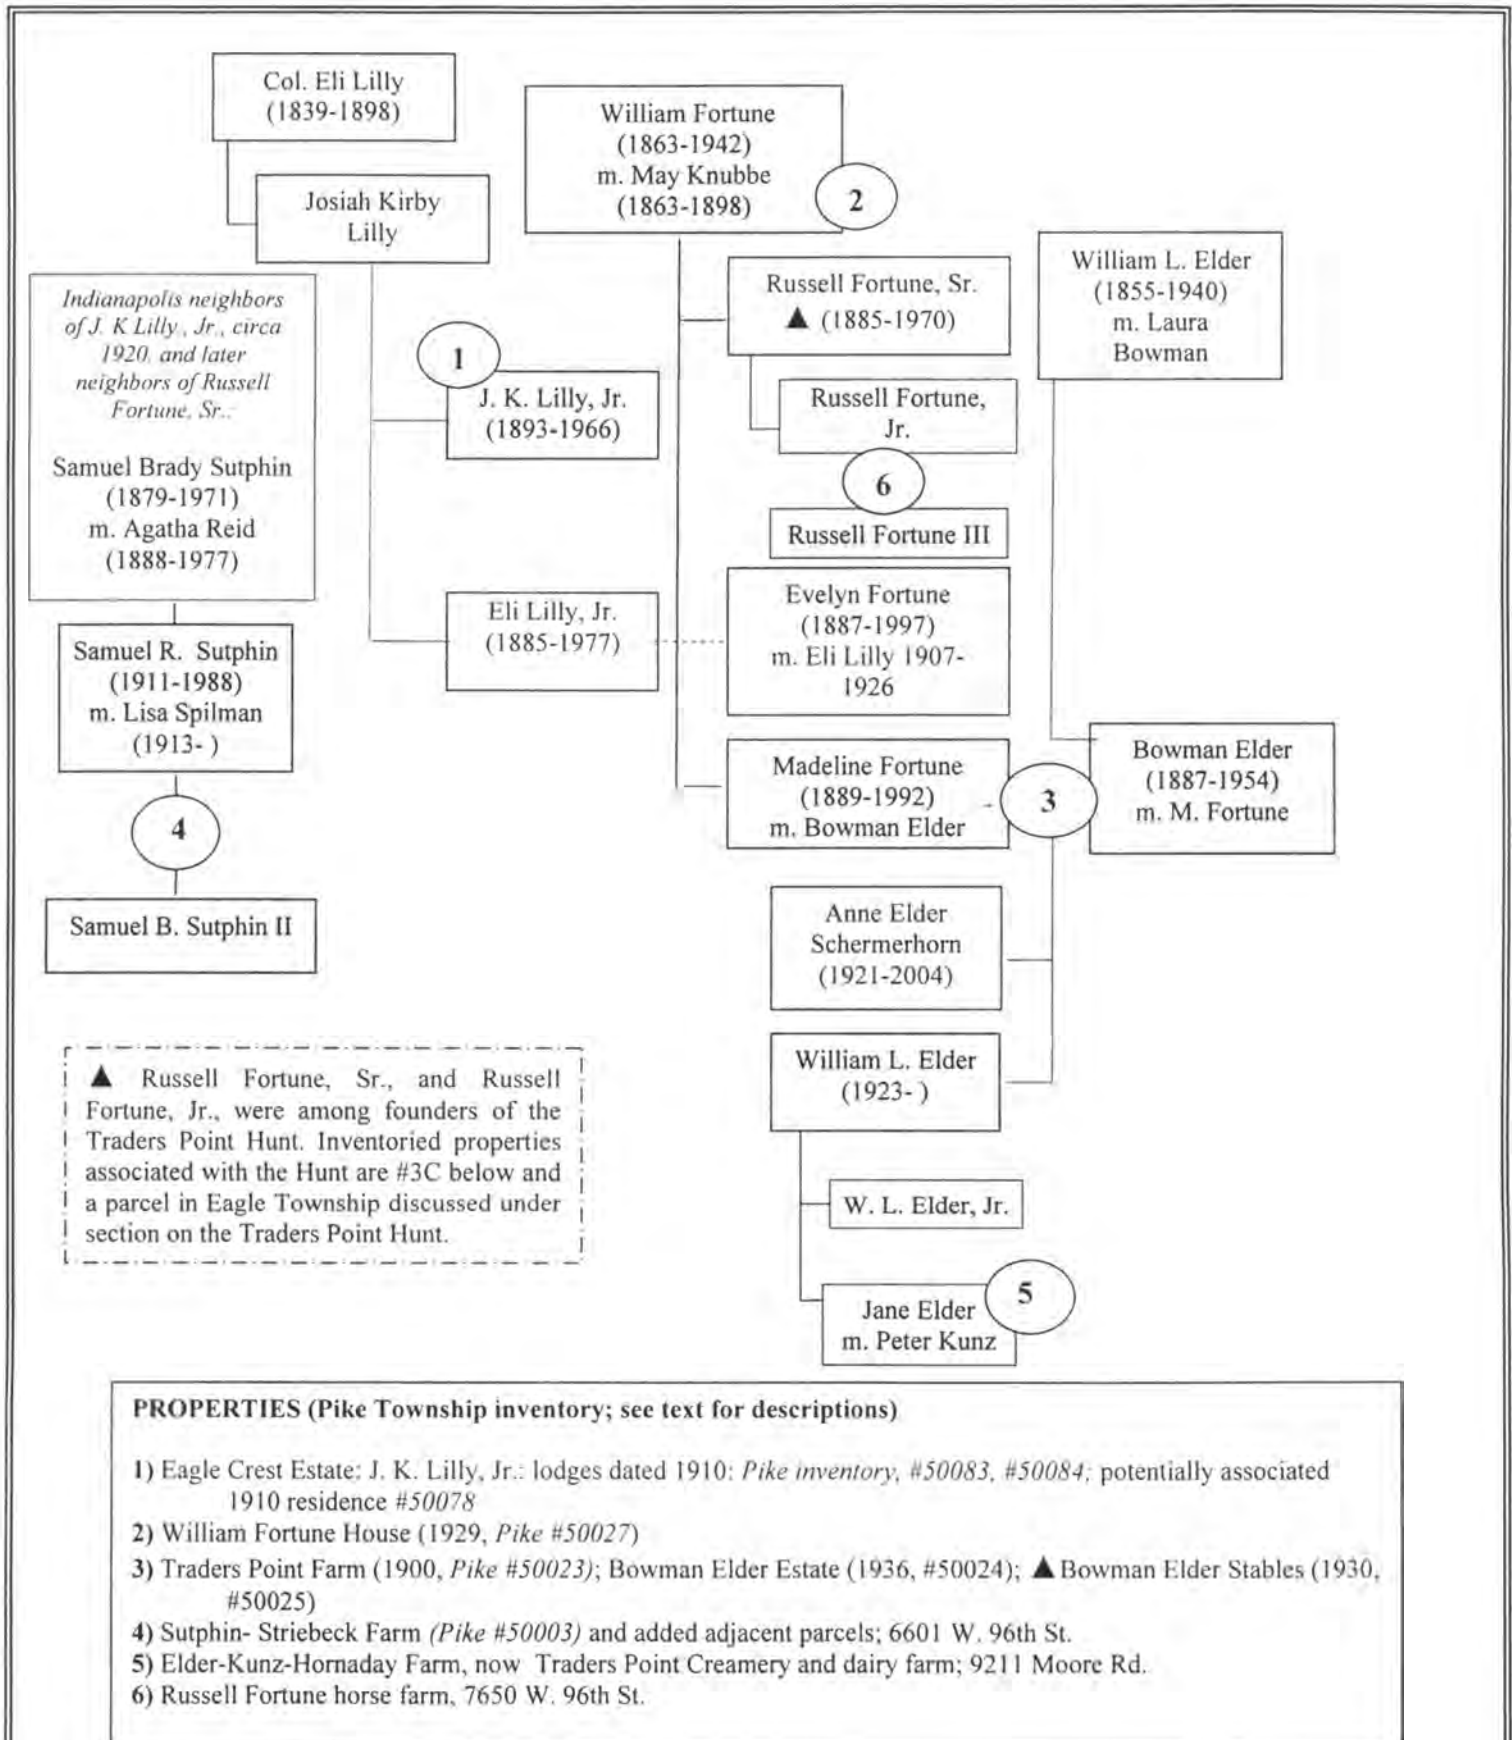 Col. Eli Lilly
(1839-1898)
Josiah Kirby
Lilly
William Fortune
(1863-1942)
m. May Knubbe
(1863-1898)
2
Indianapolis neighbors
of J. K Lilly, Jr., circa
1920, and later
neighbors of Russell
Fortune, Sr.:
Samuel Brady Sutphin
(1879-1971)
m. Agatha Reid
(1888-1977)
Samuel R. Sutphin
(1911-1988)
m. Lisa Spilman
(1913- )
4
Samuel B. Sutphin II
1
J. K. Lilly, Jr.
(1893-1966)
Eli Lilly, Jr.
(1885-1977)
Russell Fortune, Sr.
▲ (1885-1970)
Russell Fortune,
Jr.
6
Russell Fortune III
Evelyn Fortune
(1887-1997)
m. Eli Lilly 1907-
1926
Madeline Fortune
(1889-1992)
m. Bowman Elder
3
William L. Elder
(1855-1940)
m. Laura
Bowman
Bowman Elder
(1887-1954)
m. M. Fortune
Anne Elder
Schermerhorn
(1921-2004)
William L. Elder
(1923- )
W. L. Elder, Jr.
Jane Elder
m. Peter Kunz
5
▲ Russell Fortune, Sr., and Russell
Fortune, Jr., were among founders of the
Traders Point Hunt. Inventoried properties
associated with the Hunt are #3C below and
a parcel in Eagle Township discussed under
section on the Traders Point Hunt.
PROPERTIES (Pike Township inventory; see text for descriptions)
1) Eagle Crest Estate: J. K. Lilly, Jr.: lodges dated 1910: Pike inventory, #50083, #50084; potentially associated
1910 residence #50078
2) William Fortune House (1929, Pike #50027)
3) Traders Point Farm (1900, Pike #50023); Bowman Elder Estate (1936, #50024); ▲ Bowman Elder Stables (1930,
#50025)
4) Sutphin- Striebeck Farm (Pike #50003) and added adjacent parcels; 6601 W. 96th St.
5) Elder-Kunz-Hornaday Farm, now Traders Point Creamery and dairy farm; 9211 Moore Rd.
6) Russell Fortune horse farm, 7650 W. 96th St.